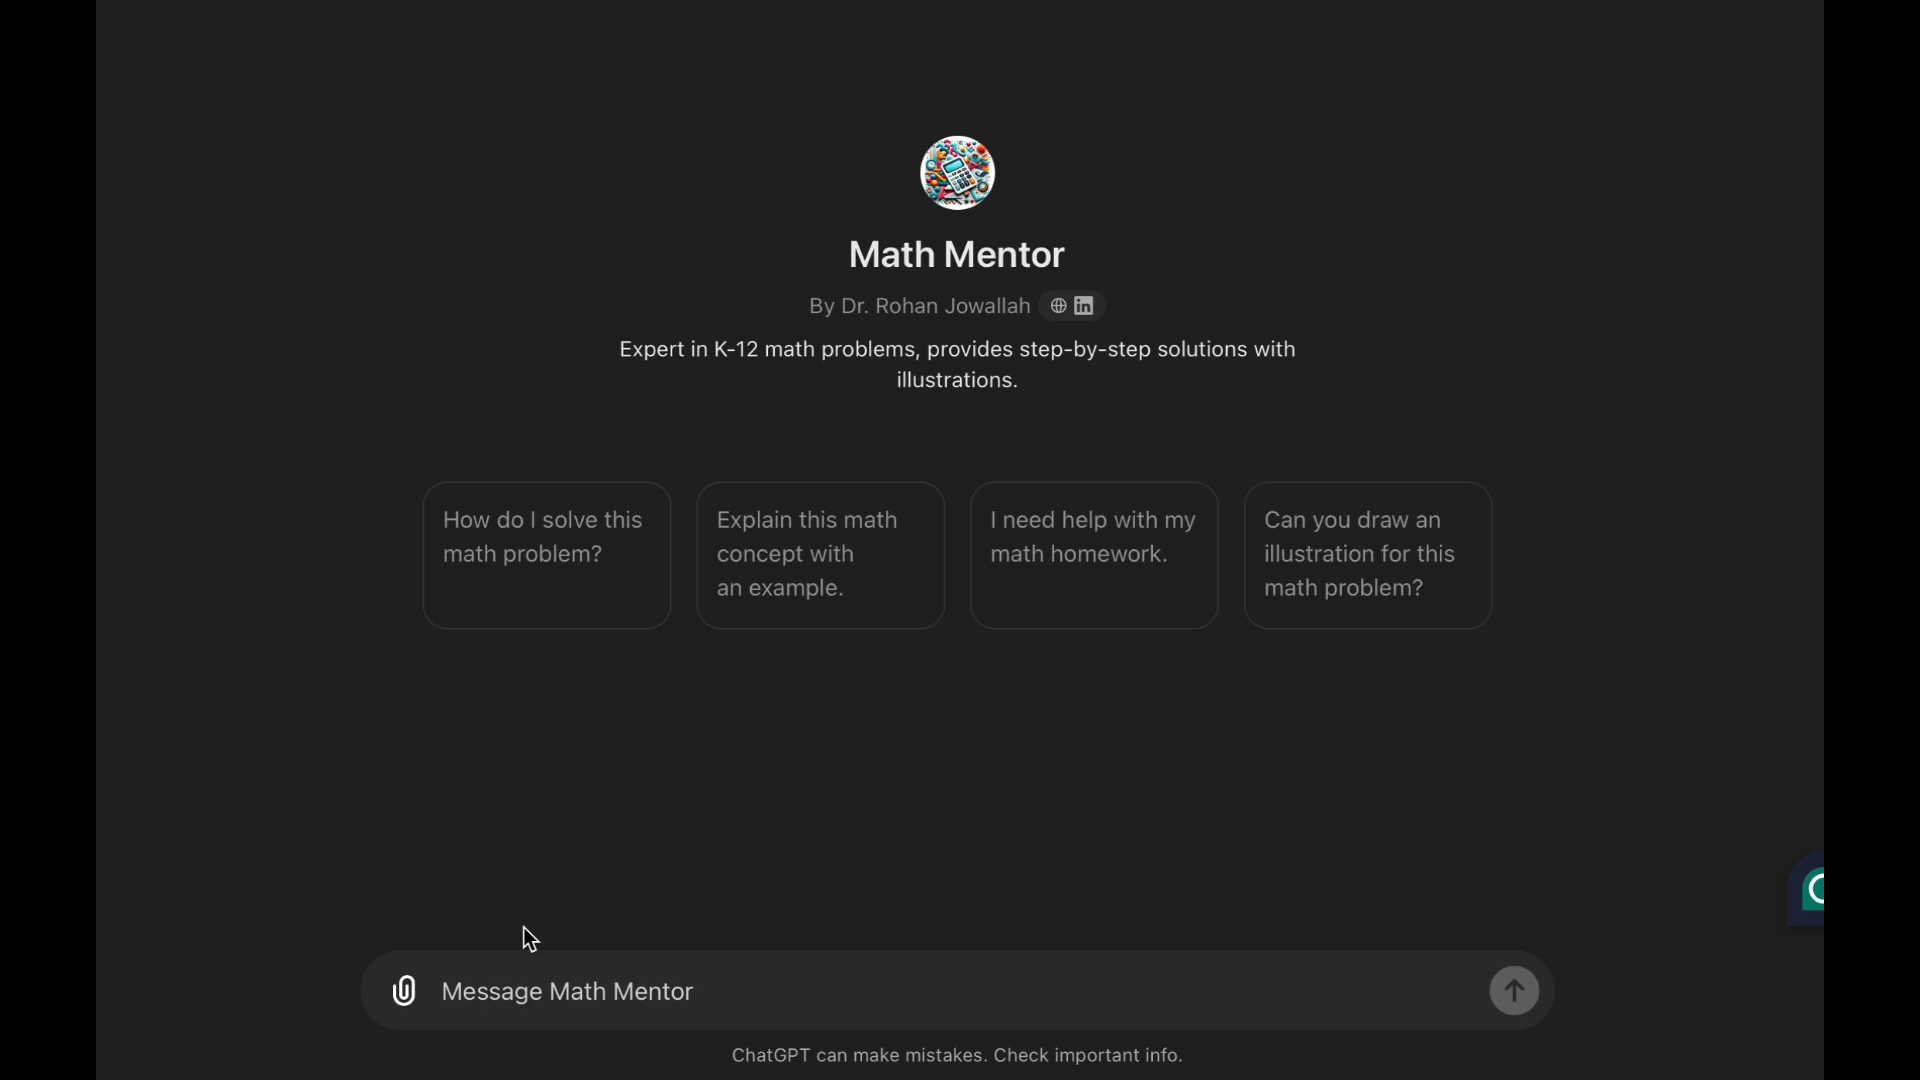 Math Mentor
By Dr. Rohan Jowallah
Expert in K-12 math problems, provides step-by-step solutions with
illustrations.
How do I solve this
math problem?
Explain this math
concept with
an example.
I need help with my
math homework.
Can you draw an
illustration for this
math problem?
Message Math Mentor
ChatGPT can make mistakes. Check important info.